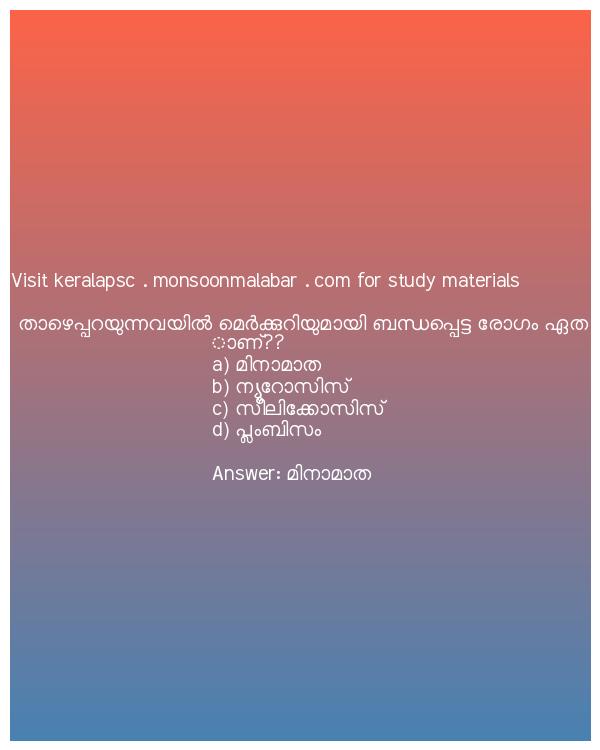 Visit keralapsc . monsoonmalabar . com for study materials
താഴെപ്പറയുന്നവയിൽ മെർക്കുറിയുമായി ബന്ധപ്പെട്ട രോഗം ഏത
ാണ്??
a) മിനാമാത
b) ന്യൂറോസിസ്
c) സിലിക്കോസിസ്
d) പ്ലംബിസം
Answer: മിനാമാത